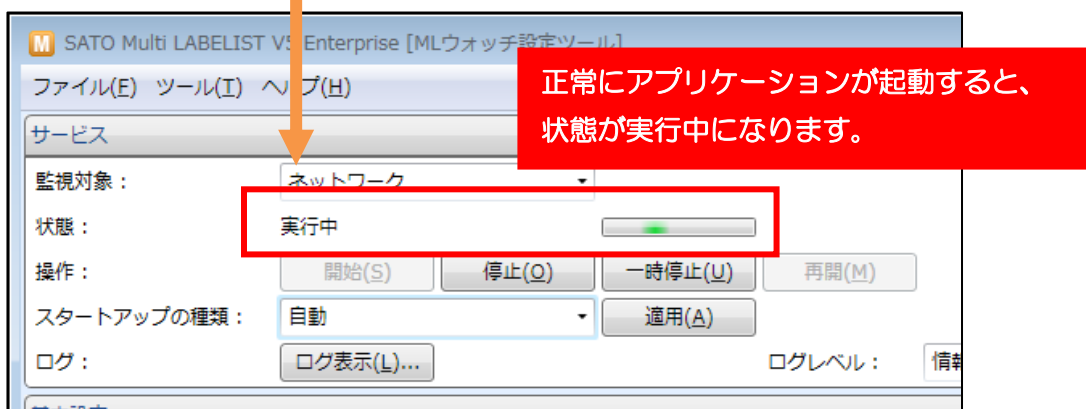 SATO Multi LABELIST V5 Enterprise [MLウォッチ設定ツール]
ファイル(F) ツール(T) ヘルプ(H)
正常にアプリケーションが起動すると、
状態が実行中になります。
サービス
監視対象： ネットワーク
状態： 実行中
操作： 開始(S) 停止(O) 一時停止(U) 再開(M)
スタートアップの種類： 自動 適用(A)
ログ： ログ表示(L)... ログレベル： 情報